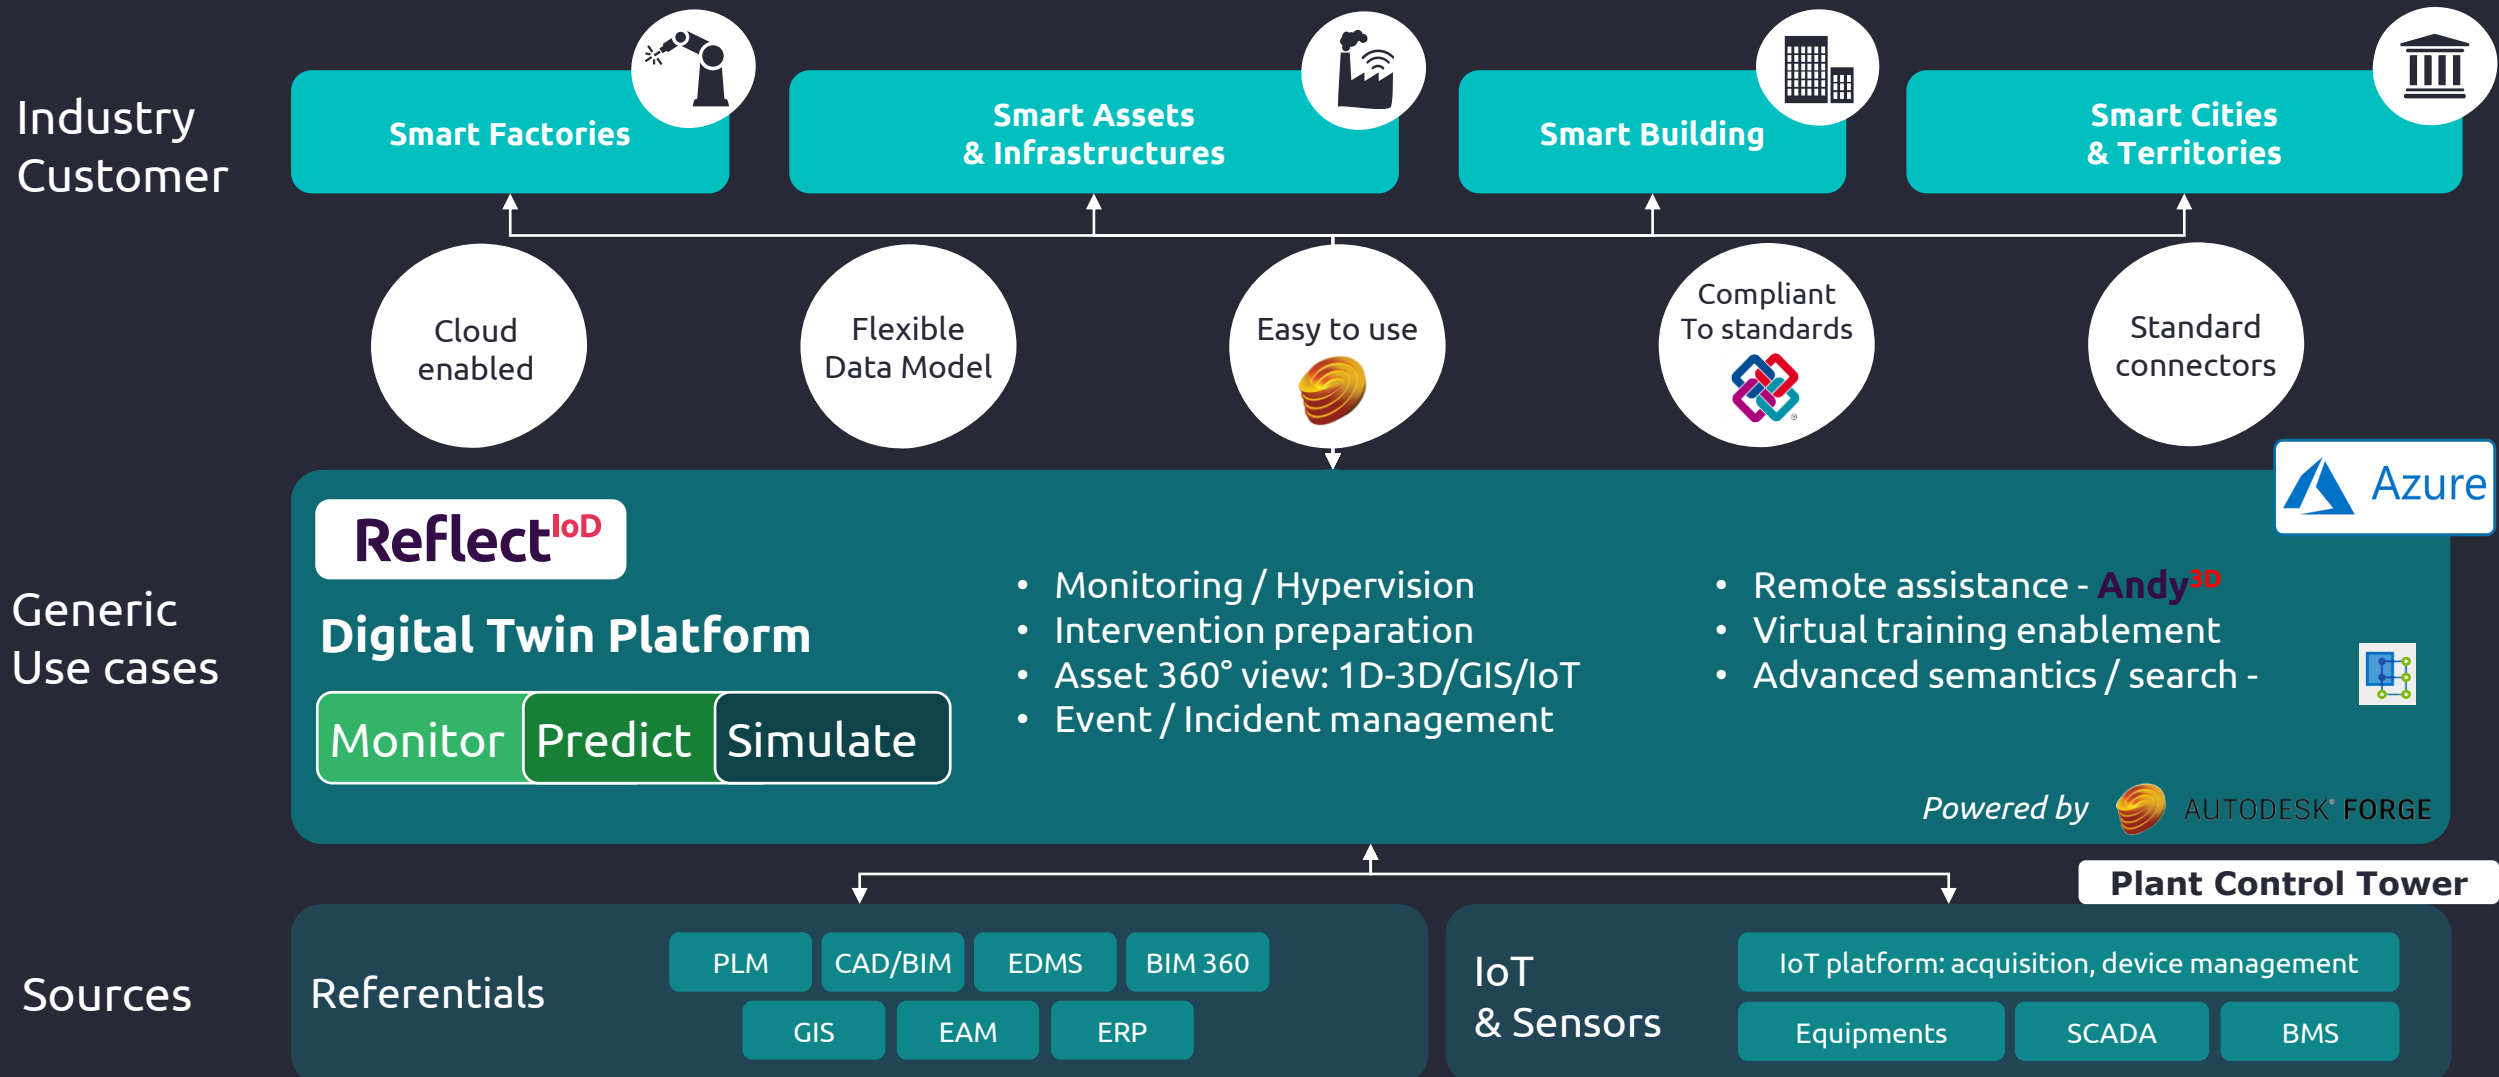 Industry
Customer
Smart Factories
Smart Assets
& Infrastructures
Smart Building
Smart Cities
& Territories
Cloud
enabled
Flexible
Data Model
Easy to use
Compliant
To standards
®
Standard
connectors
Azure
Generic
Use cases
ReflectIoD
Digital Twin Platform
Monitor
Predict
Simulate
• Monitoring / Hypervision
• Intervention preparation
• Asset 360° view: 1D-3D/GIS/IoT
• Event / Incident management
• Remote assistance - Andy3D
• Virtual training enablement
• Advanced semantics / search -
Powered by
AUTODESK® FORGE
Plant Control Tower
Sources
Referentials
PLM
CAD/BIM
EDMS
BIM 360
GIS
EAM
ERP
IoT
& Sensors
IoT platform: acquisition, device management
Equipments
SCADA
BMS